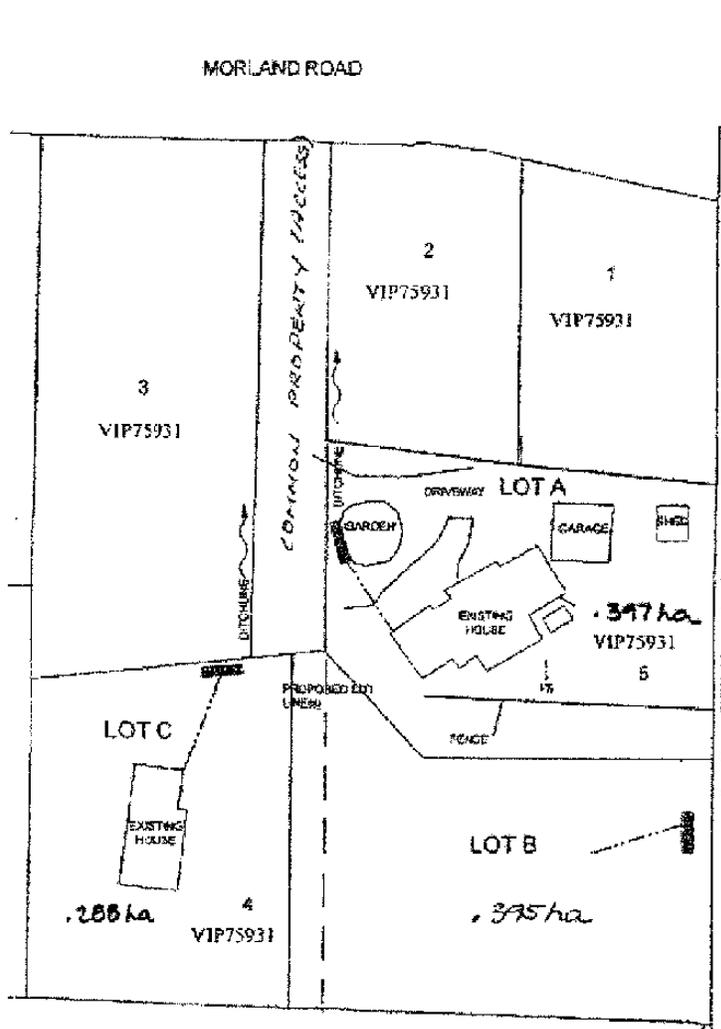 MORLAND ROAD
COMMON PROPERTY (ACCESS)
2
VIP75931
1
VIP75931
3
VIP75931
DITCHLINE
DRIVEWAY
LOT A
GARDEN
GARAGE
SHED
DITCHLINE
EXISTING
HOUSE
.397 ha
VIP75931
5
PROPOSED LOT
LINE(S)
FENCE
LOT C
EXISTING
HOUSE
LOT B
.288 ha
4
VIP75931
.395 ha